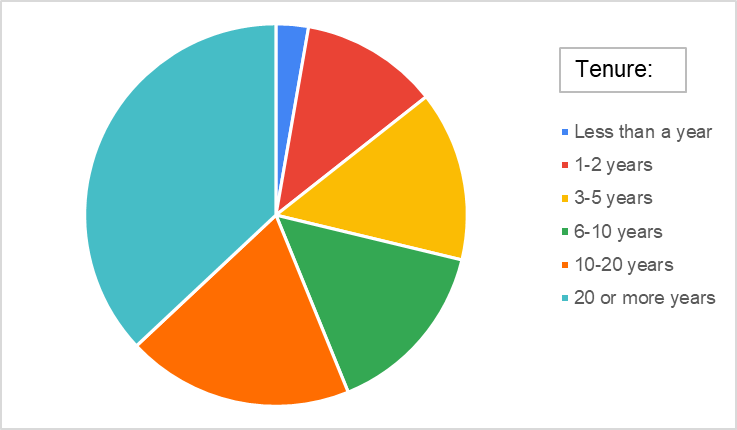 Tenure:
Less than a year
1-2 years
3-5 years
6-10 years
10-20 years
20 or more years